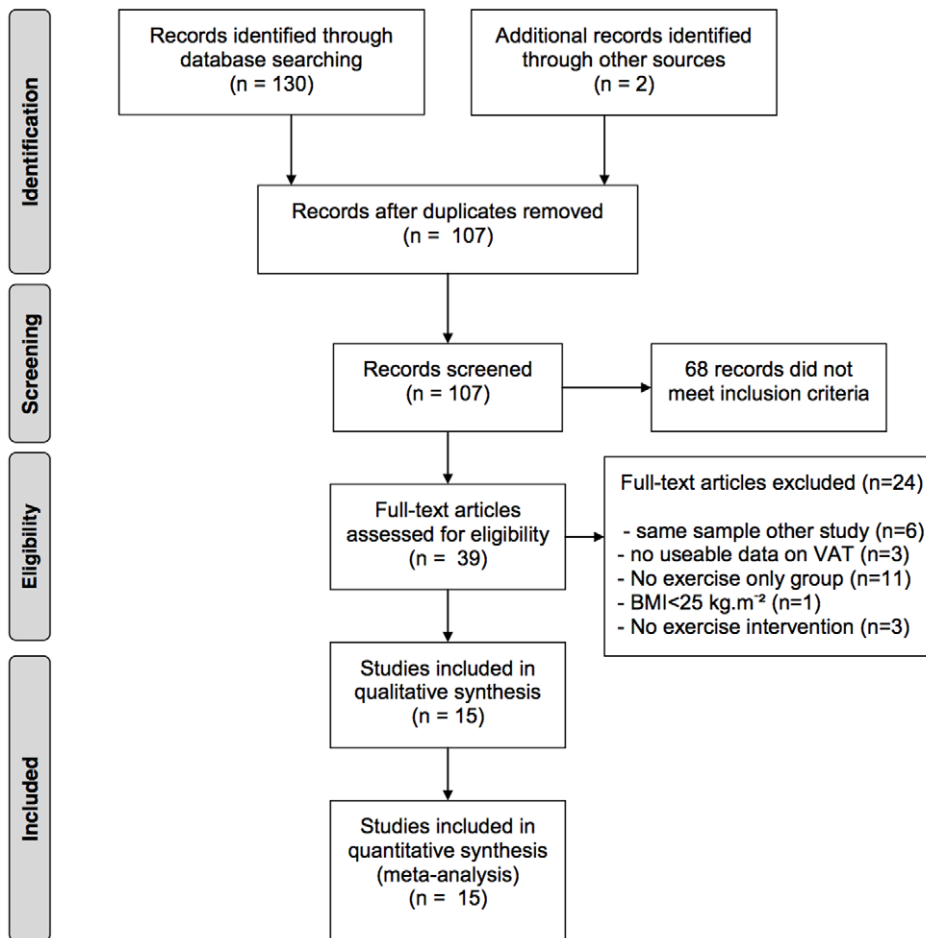 Identification
Records identified through
database searching
(n = 130)
Additional records identified
through other sources
(n = 2)
Records after duplicates removed
(n = 107)
Screening
Records screened
(n = 107)
68 records did not
meet inclusion criteria
Eligibility
Full-text articles
assessed for eligibility
(n = 39)
Full-text articles excluded (n=24)
- same sample other study (n=6)
- no useable data on VAT (n=3)
- No exercise only group (n=11)
- BMI<25 kg.m⁻² (n=1)
- No exercise intervention (n=3)
Included
Studies included in
qualitative synthesis
(n = 15)
Studies included in
quantitative synthesis
(meta-analysis)
(n = 15)